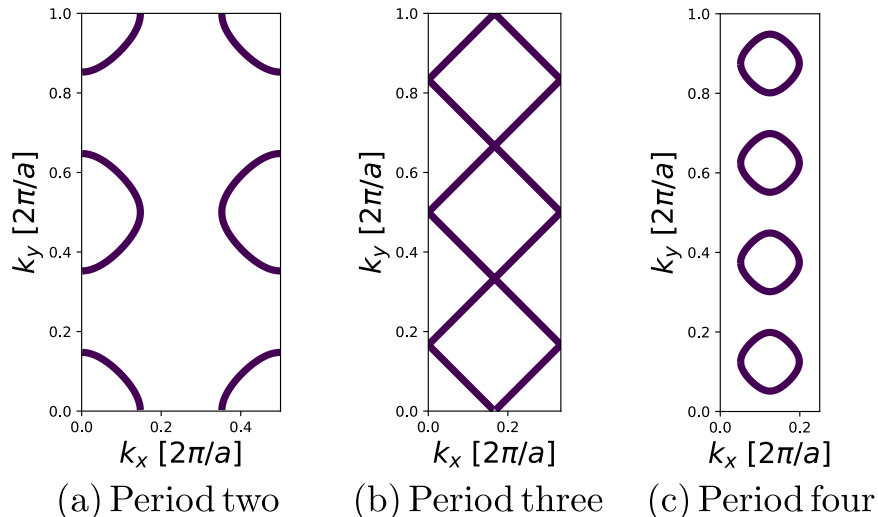 1.0
0.8
0.6
0.4
0.2
0.0
k_y [2π/a]
0.0 0.2 0.4
k_x [2π/a]
(a) Period two
1.0
0.8
0.6
0.4
0.2
0.0
k_y [2π/a]
0.0 0.2
k_x [2π/a]
(b) Period three
1.0
0.8
0.6
0.4
0.2
0.0
k_y [2π/a]
0.0 0.2
k_x [2π/a]
(c) Period four